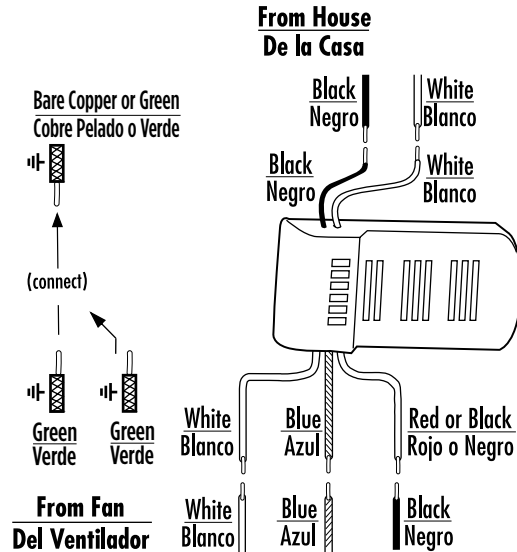 From House
De la Casa
Bare Copper or Green
Cobre Pelado o Verde
Black
Negro
White
Blanco
Black
Negro
White
Blanco
(connect)
Green
Verde
Green
Verde
White
Blanco
Blue
Azul
Red or Black
Rojo o Negro
From Fan
Del Ventilador
White
Blanco
Blue
Azul
Black
Negro